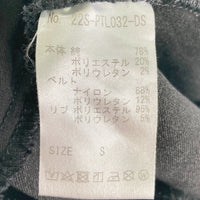 No. 22S-PTL032-DS
本体 綿 78%
ポリエステル 20%
ポリウレタン 2%
ベルト
ナイロン 88%
ポリウレタン 12%
リブ ポリエステル 95%
ポリウレタン 5%
SIZE S